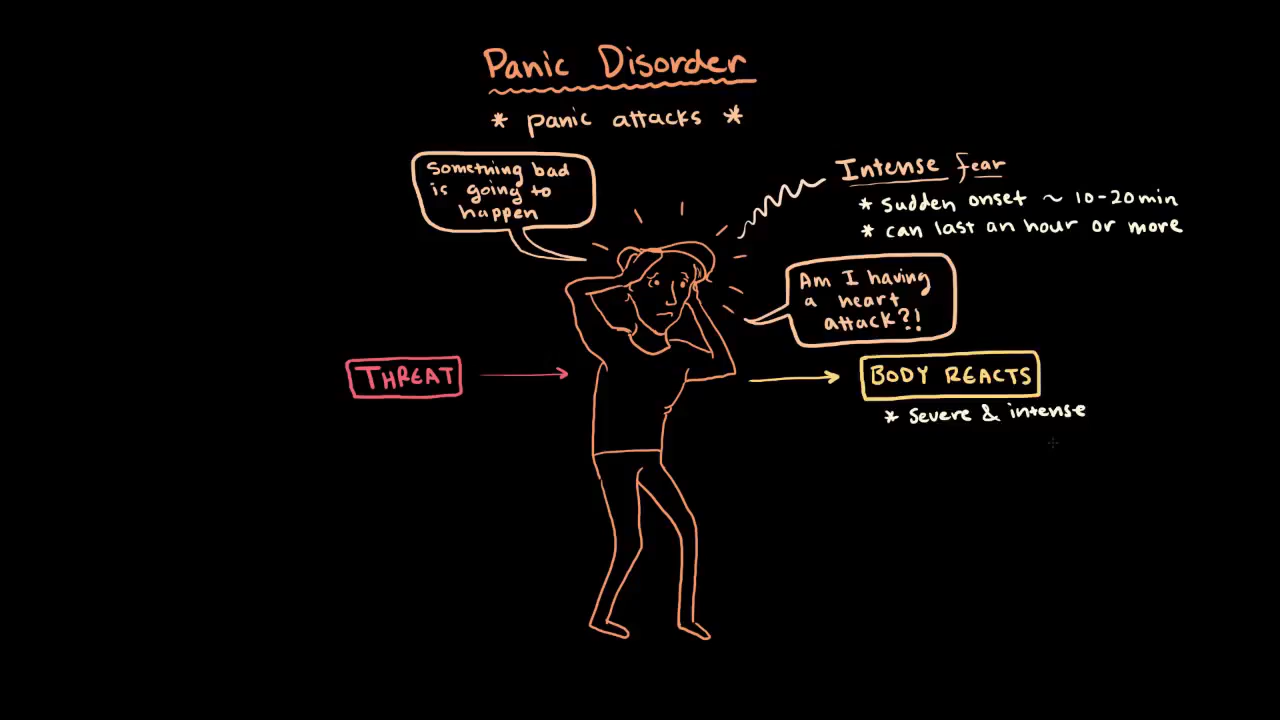 Panic Disorder
* panic attacks *
Something bad
is going to
happen
Intense fear
* sudden onset ~ 10-20min
* can last an hour or more
Am I having
a heart
attack?!
THREAT
BODY REACTS
* severe & intense